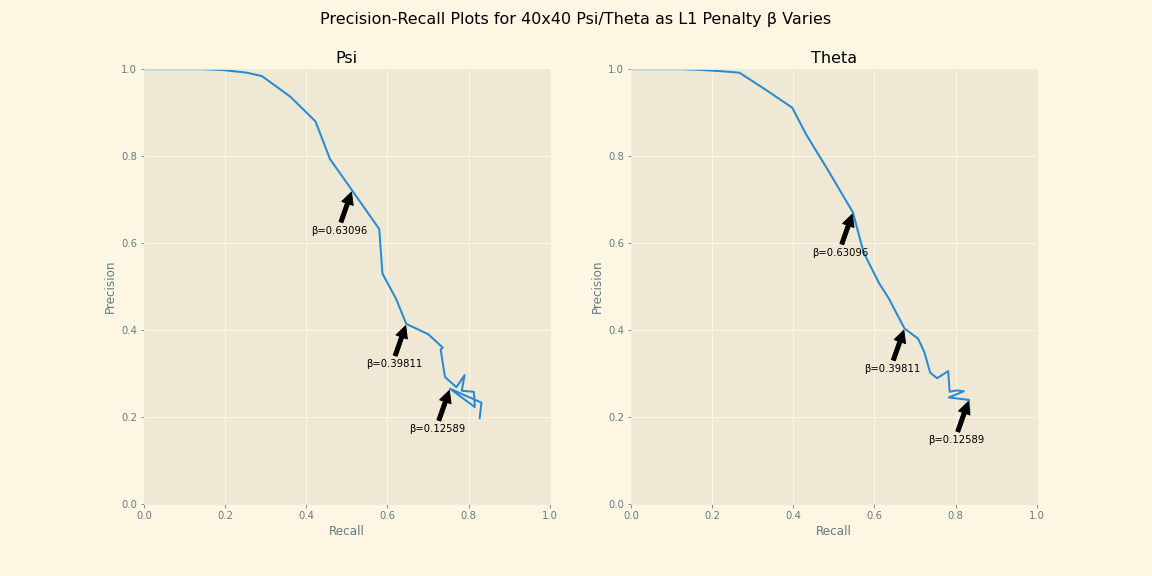 Precision-Recall Plots for 40x40 Psi/Theta as L1 Penalty β Varies
Psi
1.0
0.8
0.6
0.4
0.2
0.0
Precision
β=0.63096
β=0.39811
β=0.12589
0.0 0.2 0.4 0.6 0.8 1.0
Recall
Theta
1.0
0.8
0.6
0.4
0.2
0.0
Precision
β=0.63096
β=0.39811
β=0.12589
0.0 0.2 0.4 0.6 0.8 1.0
Recall